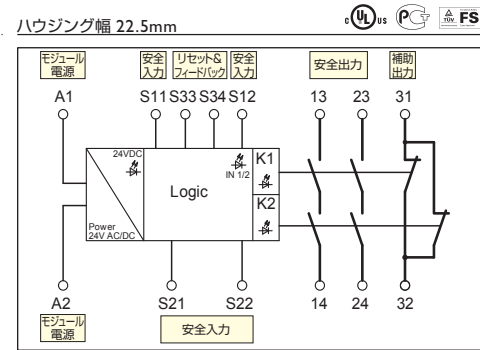 ハウジング幅 22.5mm
c UL US
TÜV FS
モジュール
電源
安全
入力
リセット&
フィードバック
安全
入力
安全出力
補助
出力
A1
S11 S33 S34 S12
13
23
31
24VDC
IN 1/2
K1
Logic
K2
Power
24V AC/DC
A2
S21
S22
14
24
32
モジュール
電源
安全入力